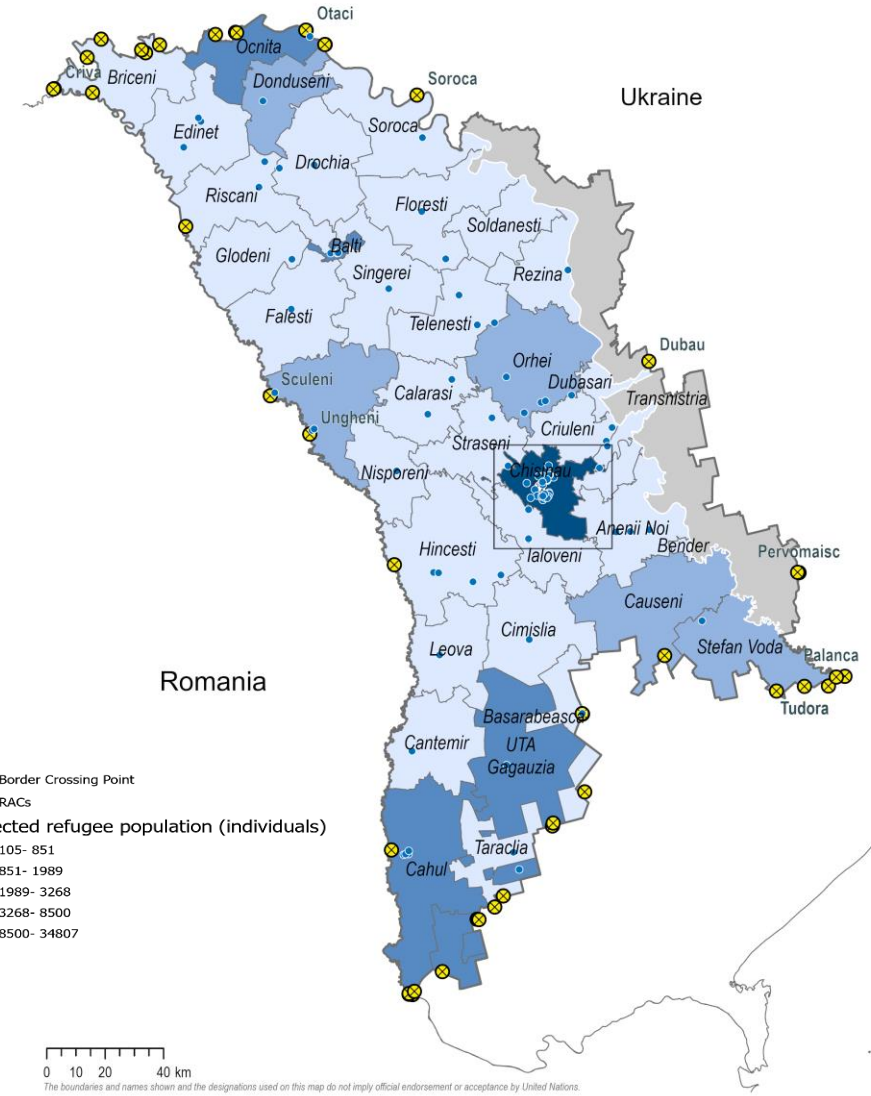 Otaci
Ocnita
Criva
Briceni
Donduseni
Soroca
Ukraine
Edinet
Soroca
Drochia
Riscani
Floresti
Soldanesti
Balti
Glodeni
Singerei
Rezina
Falesti
Telenesti
Dubau
Orhei
Sculeni
Calarasi
Dubasari
Transnistria
Ungheni
Straseni
Criuleni
Nisporeni
Chisinau
Anenii Noi
Hincesti
Ialoveni
Bender
Pervomaisc
Causeni
Cimislia
Leova
Stefan Voda
Palanca
Romania
Tudora
Basarabeasca
Cantemir
UTA
Gagauzia
Border Crossing Point
RACs
ected refugee population (individuals)
105- 851
851- 1989
1989- 3268
3268- 8500
8500- 34807
Taraclia
Cahul
0 10 20 40 km
The boundaries and names shown and the designations used on this map do not imply official endorsement or acceptance by United Nations.